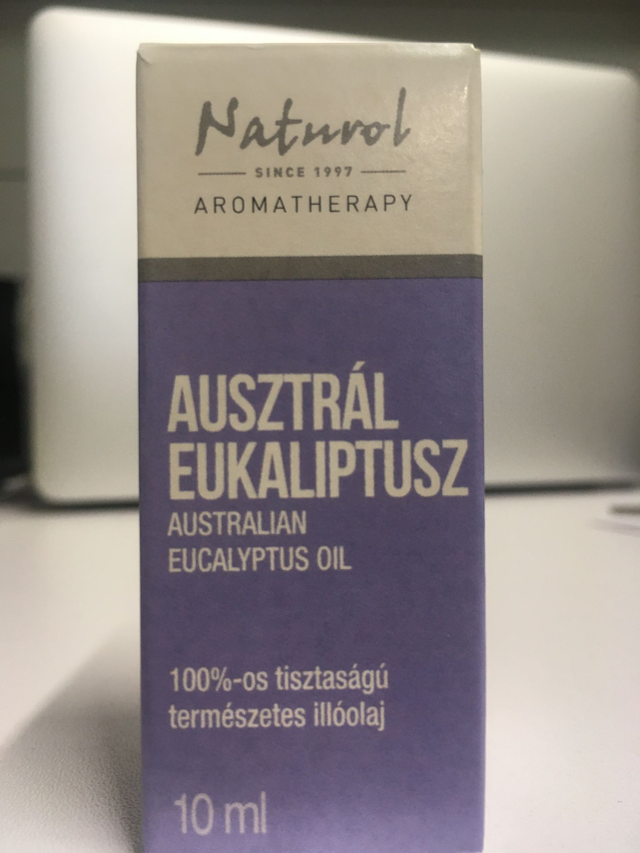 Naturol
SINCE 1997
AROMATHERAPY
AUSZTRÁL
EUKALIPTUSZ
AUSTRALIAN
EUCALYPTUS OIL
100%-os tisztaságú
természetes illóolaj
10 ml